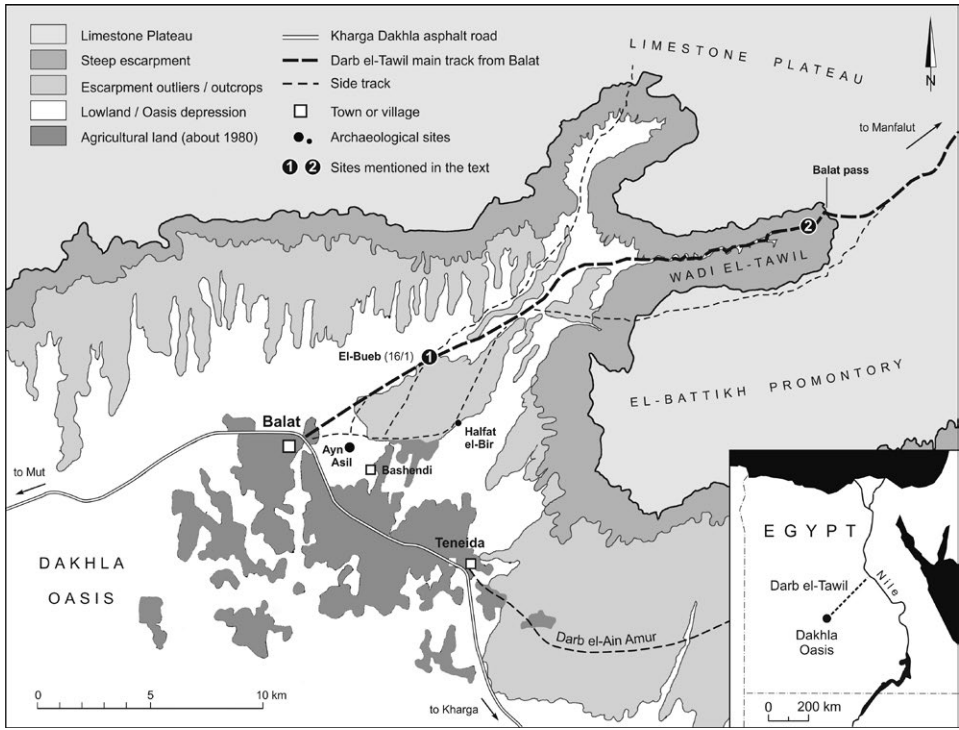 Limestone Plateau
Steep escarpment
Escarpment outliers / outcrops
Lowland / Oasis depression
Agricultural land (about 1980)
Kharga Dakhla asphalt road
Darb el-Tawil main track from Balat
Side track
Town or village
Archaeological sites
1 2 Sites mentioned in the text
LIMESTONE PLATEAU
N
to Manfalut
Balat pass
2
WADI EL-TAWIL
El-Bueb (16/1) 1
EL-BATTIKH PROMONTORY
Balat
Halfat
el-Bir
Ayn
Asil
Bashendi
to Mut
Teneida
DAKHLA
OASIS
Darb el-Ain Amur
to Kharga
0 5 10 km
EGYPT
Nile
Darb el-Tawil
Dakhla
Oasis
0 200 km